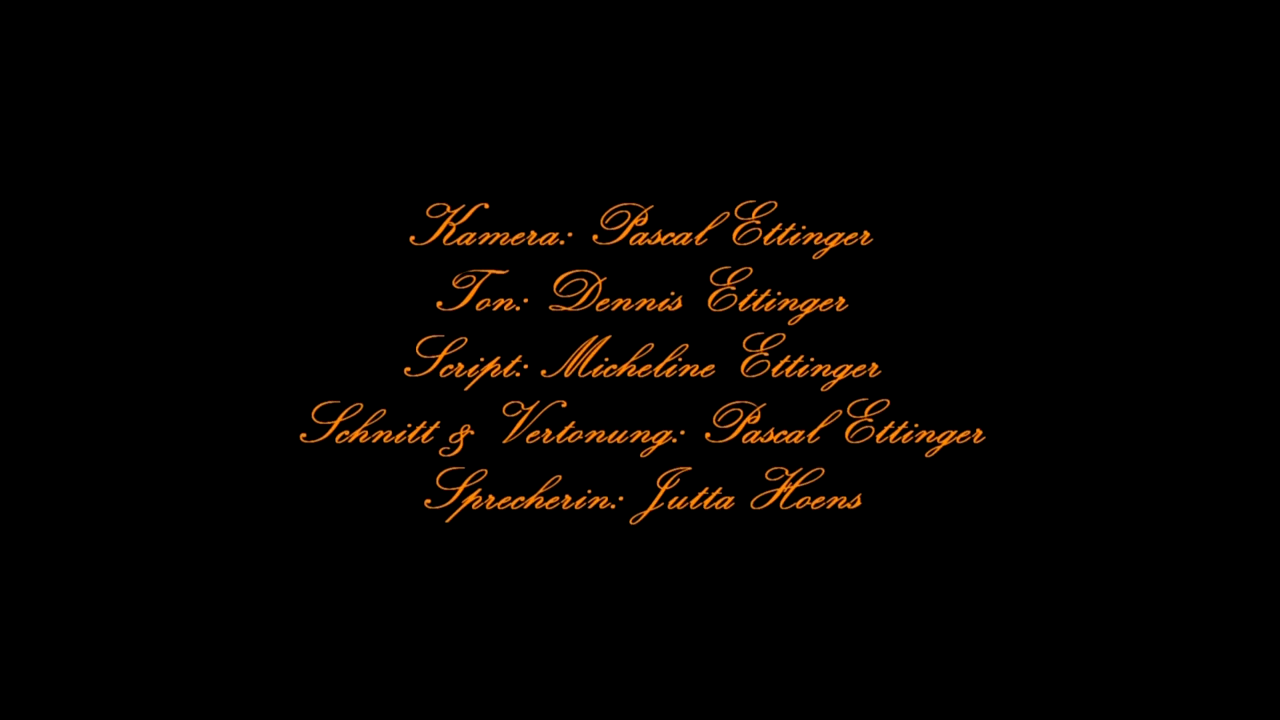 Kamera: Pascal Ettinger
Ton: Dennis Ettinger
Script: Micheline Ettinger
Schnitt & Vertonung: Pascal Ettinger
Sprecherin: Jutta Hoens